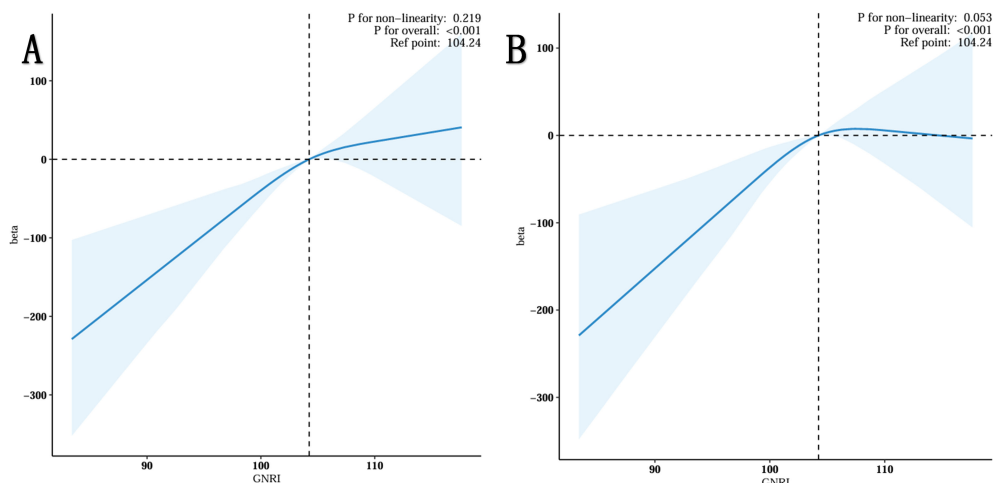 A
P for non−linearity: 0.219
P for overall: <0.001
Ref point: 104.24
100
0
−100
−200
−300
beta
90
100
110
GNRI
B
P for non−linearity: 0.053
P for overall: <0.001
Ref point: 104.24
100
0
−100
−200
−300
beta
90
100
110
GNRI